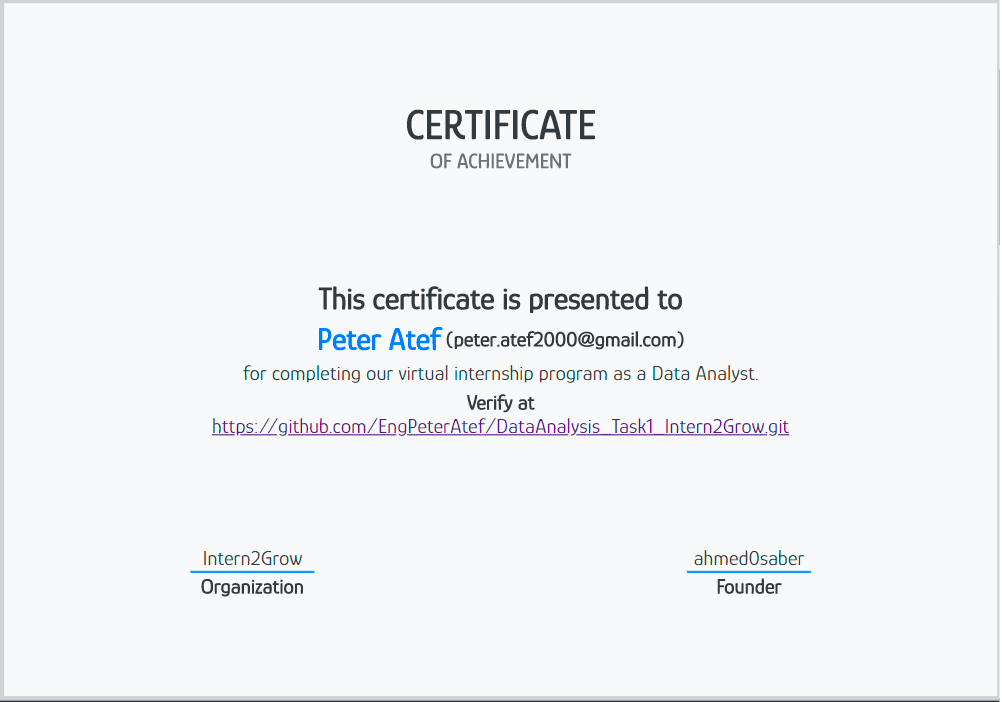 CERTIFICATE
OF ACHIEVEMENT
This certificate is presented to
Peter Atef (peter.atef2000@gmail.com)
for completing our virtual internship program as a Data Analyst.
Verify at
https://github.com/EngPeterAtef/DataAnalysis_Task1_Intern2Grow.git
Intern2Grow
Organization
ahmed0saber
Founder